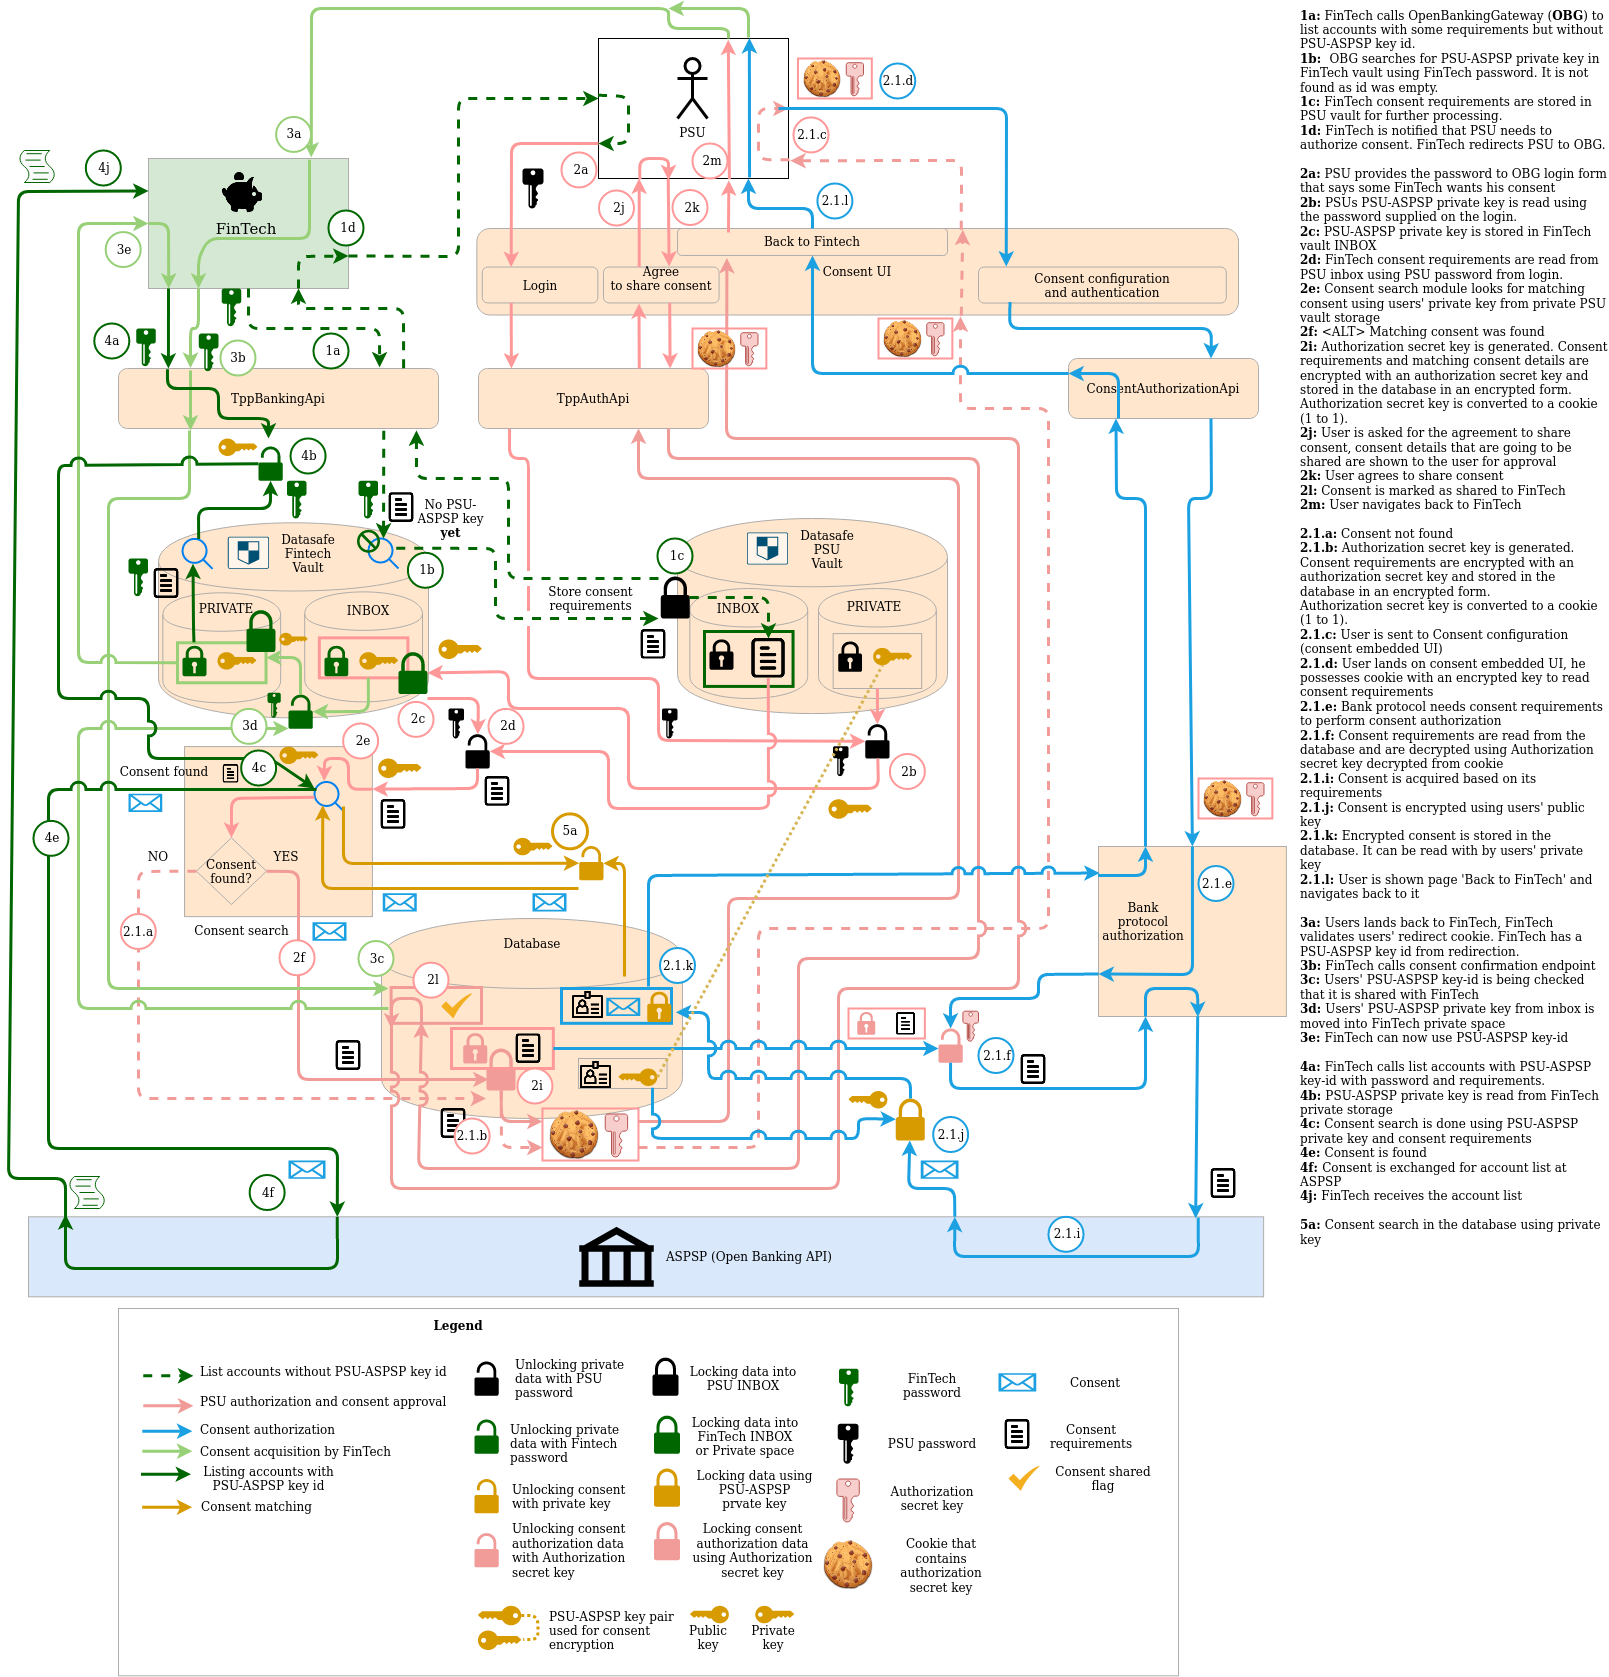 3a
PSU
2.1.d
2.1.c
4j
2a
2m
FinTech
1d
2j
2k
2.1.l
3e
Back to Fintech
Consent UI
Login
Agree
to share consent
Consent configuration
and authentication
4a
3b
1a
TppBankingApi
TppAuthApi
ConsentAuthorizationApi
4b
No PSU-
ASPSP key
yet
Datasafe
Fintech
Vault
Datasafe
PSU
Vault
1c
1b
Store consent
requirements
PRIVATE
INBOX
INBOX
PRIVATE
3d
2c
2d
2e
2b
Consent found
4c
4e
5a
NO
YES
Consent
found?
2.1.e
Bank
protocol
authorization
2.1.a
Consent search
2f
3c
Database
2l
2.1.k
2.1.f
2i
2.1.b
2.1.j
4f
2.1.i
ASPSP (Open Banking API)
Legend
List accounts without PSU-ASPSP key id
PSU authorization and consent approval
Consent authorization
Consent acquisition by FinTech
Listing accounts with
PSU-ASPSP key id
Consent matching
Unlocking private
data with PSU
password
Unlocking private
data with Fintech
password
Unlocking consent
with private key
Unlocking consent
authorization data
with Authorization
secret key
PSU-ASPSP key pair
used for consent
encryption
Locking data into
PSU INBOX
Locking data into
FinTech INBOX
or Private space
Locking data using
PSU-ASPSP
prvate key
Locking consent
authorization data
using Authorization
secret key
Public
key
Private
key
FinTech
password
PSU password
Authorization
secret key
Cookie that
contains
authorization
secret key
Consent
Consent
requirements
Consent shared
flag
1a: FinTech calls OpenBankingGateway (OBG) to
list accounts with some requirements but without
PSU-ASPSP key id.
1b: OBG searches for PSU-ASPSP private key in
FinTech vault using FinTech password. It is not
found as id was empty.
1c: FinTech consent requirements are stored in
PSU vault for further processing.
1d: FinTech is notified that PSU needs to
authorize consent. FinTech redirects PSU to OBG.
2a: PSU provides the password to OBG login form
that says some FinTech wants his consent
2b: PSUs PSU-ASPSP private key is read using
the password supplied on the login.
2c: PSU-ASPSP private key is stored in FinTech
vault INBOX
2d: FinTech consent requirements are read from
PSU inbox using PSU password from login.
2e: Consent search module looks for matching
consent using users' private key from private PSU
vault storage
2f: <ALT> Matching consent was found
2i: Authorization secret key is generated. Consent
requirements and matching consent details are
encrypted with an authorization secret key and
stored in the database in an encrypted form.
Authorization secret key is converted to a cookie
(1 to 1).
2j: User is asked for the agreement to share
consent, consent details that are going to be
shared are shown to the user for approval
2k: User agrees to share consent
2l: Consent is marked as shared to FinTech
2m: User navigates back to FinTech
2.1.a: Consent not found
2.1.b: Authorization secret key is generated.
Consent requirements are encrypted with an
authorization secret key and stored in the
database in an encrypted form.
Authorization secret key is converted to a cookie
(1 to 1).
2.1.c: User is sent to Consent configuration
(consent embedded UI)
2.1.d: User lands on consent embedded UI, he
possesses cookie with an encrypted key to read
consent requirements
2.1.e: Bank protocol needs consent requirements
to perform consent authorization
2.1.f: Consent requirements are read from the
database and are decrypted using Authorization
secret key decrypted from cookie
2.1.i: Consent is acquired based on its
requirements
2.1.j: Consent is encrypted using users' public
key
2.1.k: Encrypted consent is stored in the
database. It can be read with by users' private
key
2.1.l: User is shown page 'Back to FinTech' and
navigates back to it
3a: Users lands back to FinTech, FinTech
validates users' redirect cookie. FinTech has a
PSU-ASPSP key id from redirection.
3b: FinTech calls consent confirmation endpoint
3c: Users' PSU-ASPSP key-id is being checked
that it is shared with FinTech
3d: Users' PSU-ASPSP private key from inbox is
moved into FinTech private space
3e: FinTech can now use PSU-ASPSP key-id
4a: FinTech calls list accounts with PSU-ASPSP
key-id with password and requirements.
4b: PSU-ASPSP private key is read from FinTech
private storage
4c: Consent search is done using PSU-ASPSP
private key and consent requirements
4e: Consent is found
4f: Consent is exchanged for account list at
ASPSP
4j: FinTech receives the account list
5a: Consent search in the database using private
key